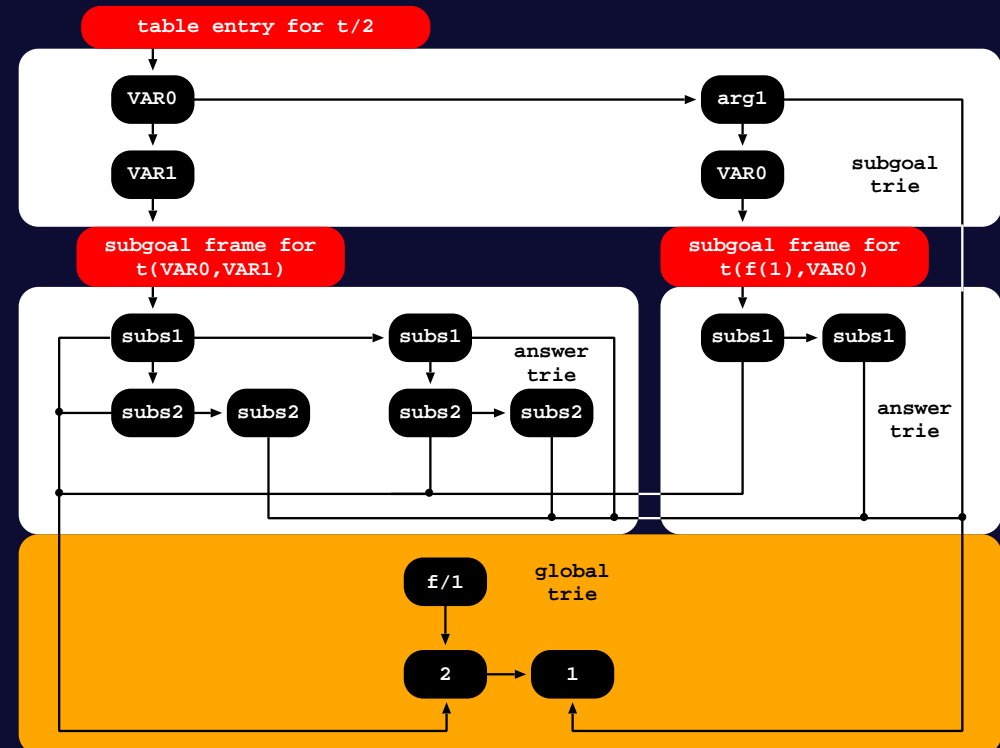 table entry for t/2
VAR0
arg1
VAR1
VAR0
subgoal
trie
subgoal frame for
t(VAR0,VAR1)
subgoal frame for
t(f(1),VAR0)
subs1
subs1
answer
trie
subs1
subs1
subs2
subs2
subs2
subs2
answer
trie
f/1
global
trie
2
1